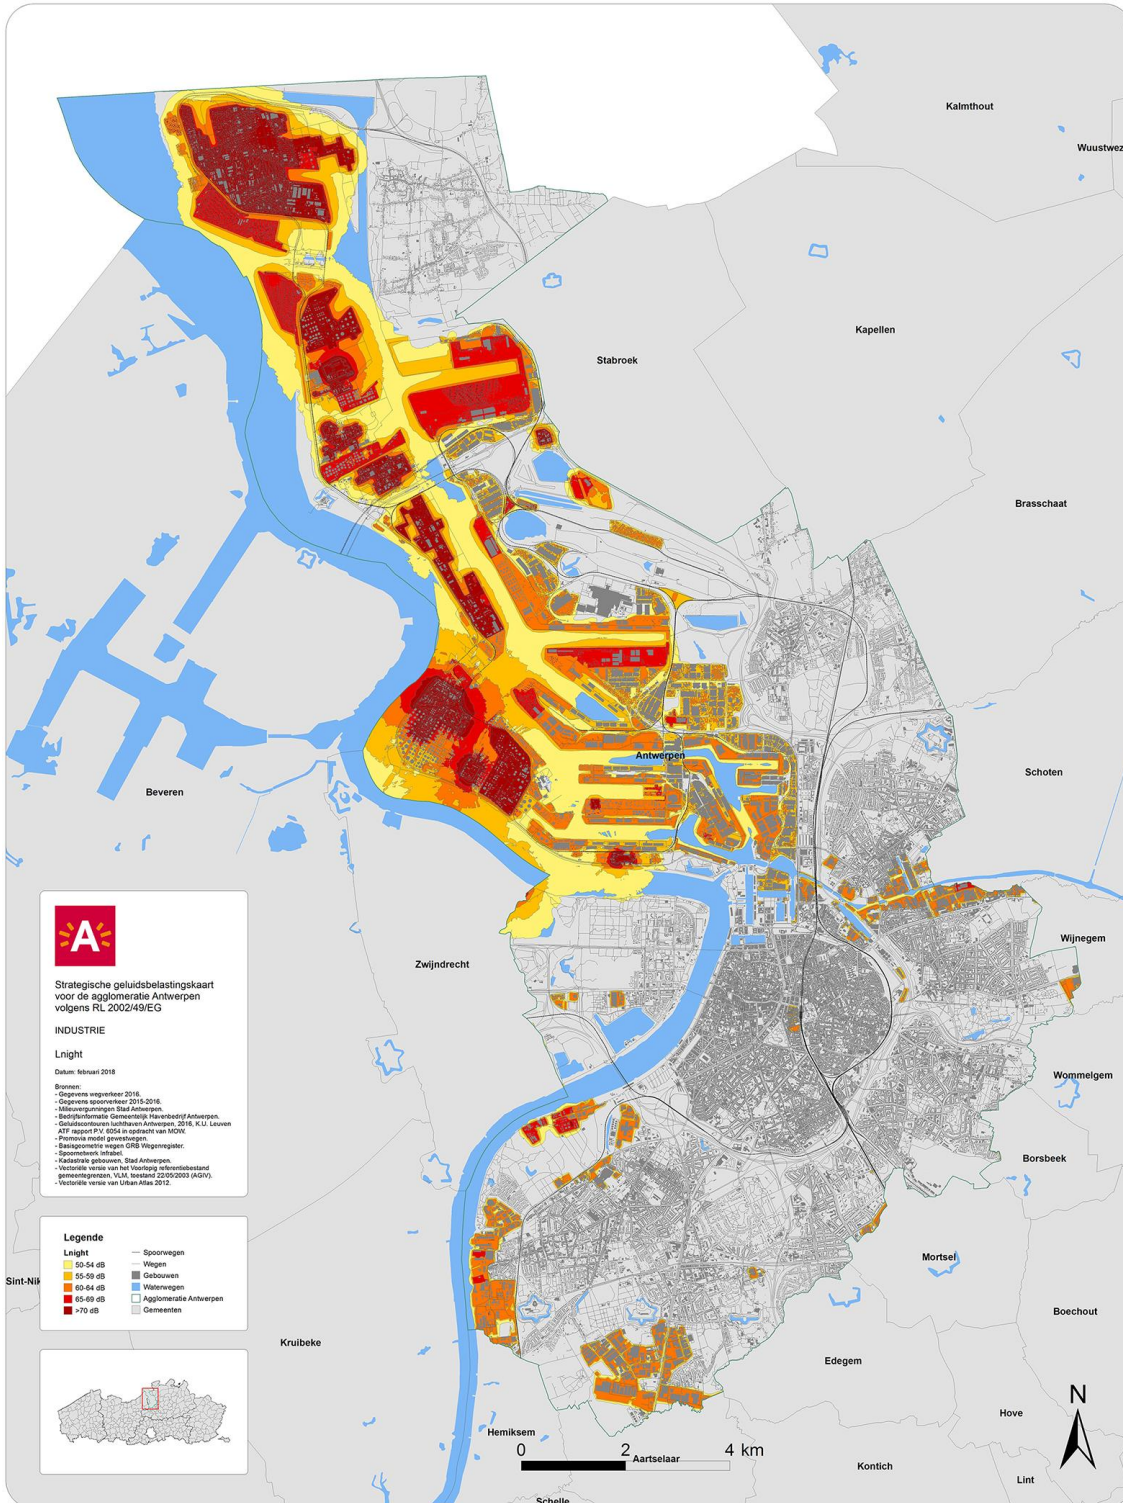 Kalmthout
Wuustwez
Kapellen
Stabroek
Brasschaat
Antwerpen
Schoten
Beveren
Wijnegem
Zwijndrecht
Wommelgem
Borsbeek
Mortsel
Sint-Nik
Boechout
Kruibeke
Edegem
Hove
Hemiksem
Aartselaar
Kontich
Lint
Schelle
A
Strategische geluidsbelastingskaart
voor de agglomeratie Antwerpen
volgens RL 2002/49/EG
INDUSTRIE
Lnight
Datum: februari 2018
Bronnen:
- Gegevens wegverkeer 2016.
- Gegevens spoorverkeer 2015-2016.
- Milieuvergunningen Stad Antwerpen.
- Bedrijfsinformatie Gemeentelijk Havenbedrijf Antwerpen.
- Geluidscontouren luchthaven Antwerpen, 2016, K.U. Leuven
ATF rapport P.V. 6054 in opdracht van MOW.
- Promovia model gewestwegen.
- Basisgeometrie wegen GRB Wegenregister.
- Spoornetwerk Infrabel.
- Kadastrale gebouwen, Stad Antwerpen.
- Vectoriële versie van het Voorlopig referentiebestand
gemeentegrenzen, VLM, toestand 22/05/2003 (AGIV).
- Vectoriële versie van Urban Atlas 2012.
Legende
Lnight
50-54 dB
55-59 dB
60-64 dB
65-69 dB
>70 dB
Spoorwegen
Wegen
Gebouwen
Waterwegen
Agglomeratie Antwerpen
Gemeenten
0 2 4 km
N